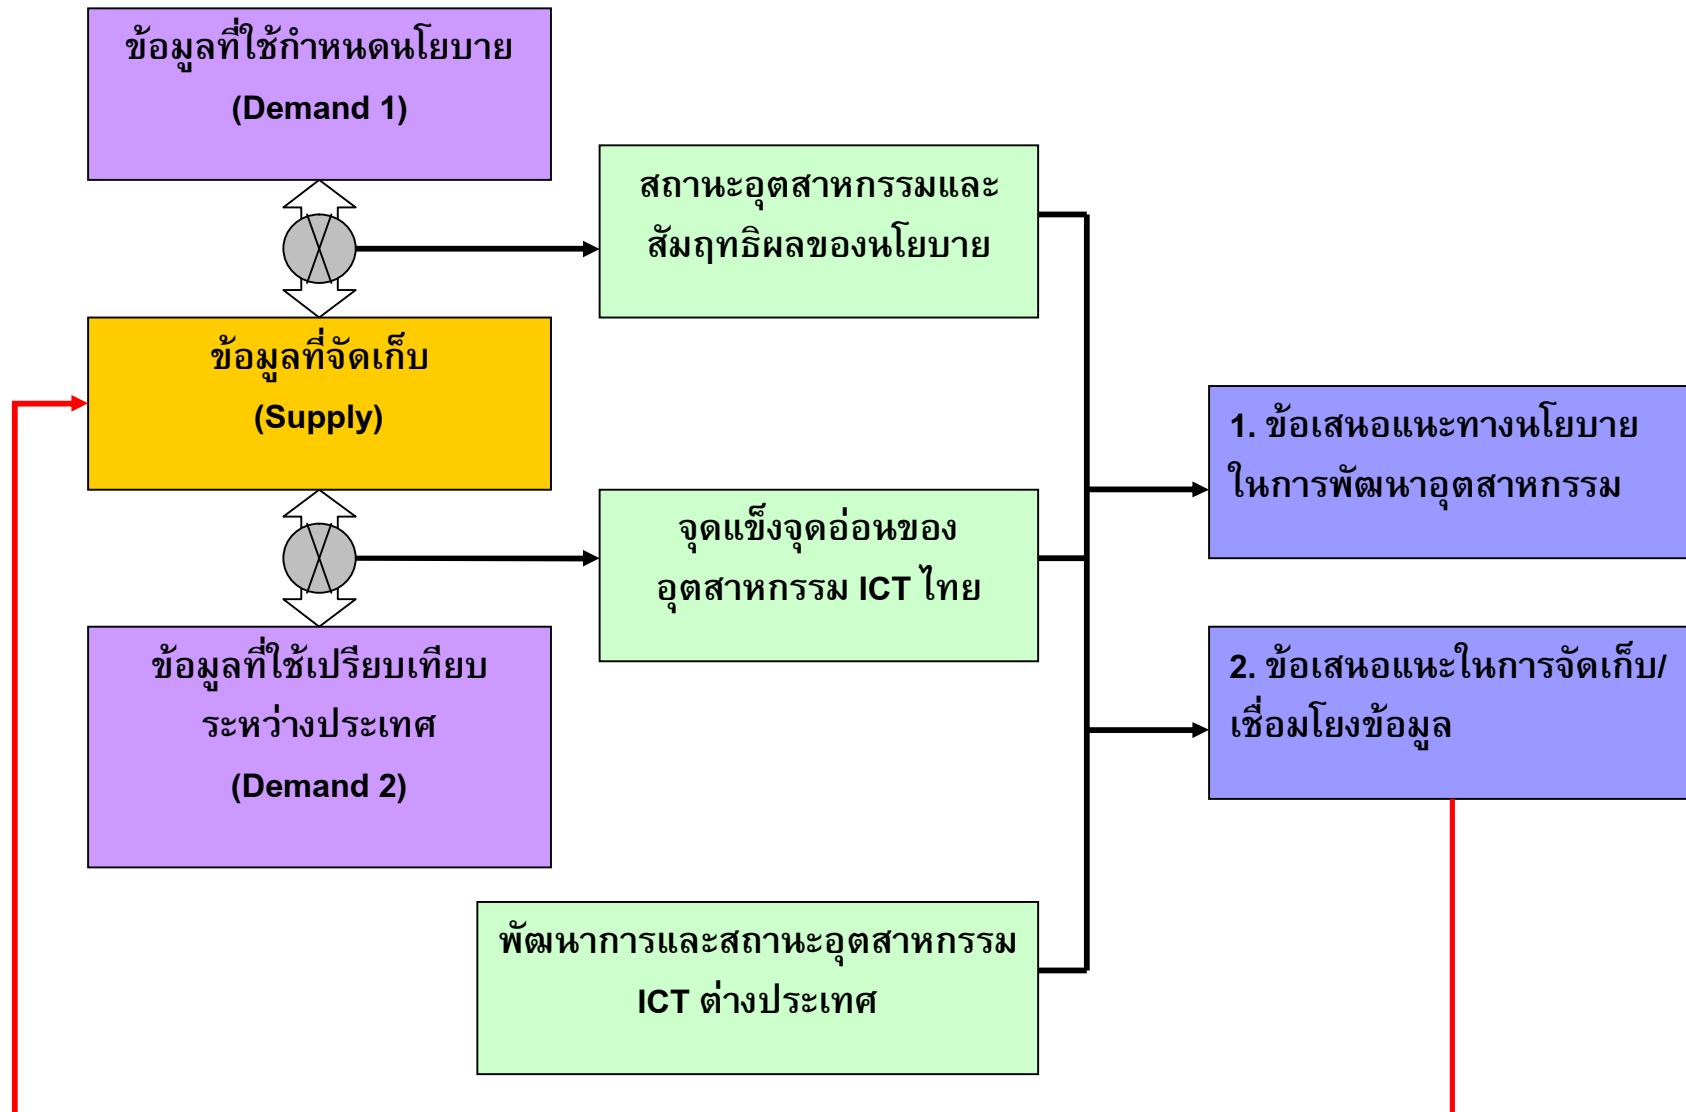 ข้อมูลที่ใช้กำหนดนโยบาย
(Demand 1)
สถานะอุตสาหกรรมและ
สัมฤทธิผลของนโยบาย
ข้อมูลที่จัดเก็บ
(Supply)
1. ข้อเสนอแนะทางนโยบาย
ในการพัฒนาอุตสาหกรรม
จุดแข็งจุดอ่อนของ
อุตสาหกรรม ICT ไทย
ข้อมูลที่ใช้เปรียบเทียบ
ระหว่างประเทศ
(Demand 2)
2. ข้อเสนอแนะในการจัดเก็บ/
เชื่อมโยงข้อมูล
พัฒนาการและสถานะอุตสาหกรรม
ICT ต่างประเทศ